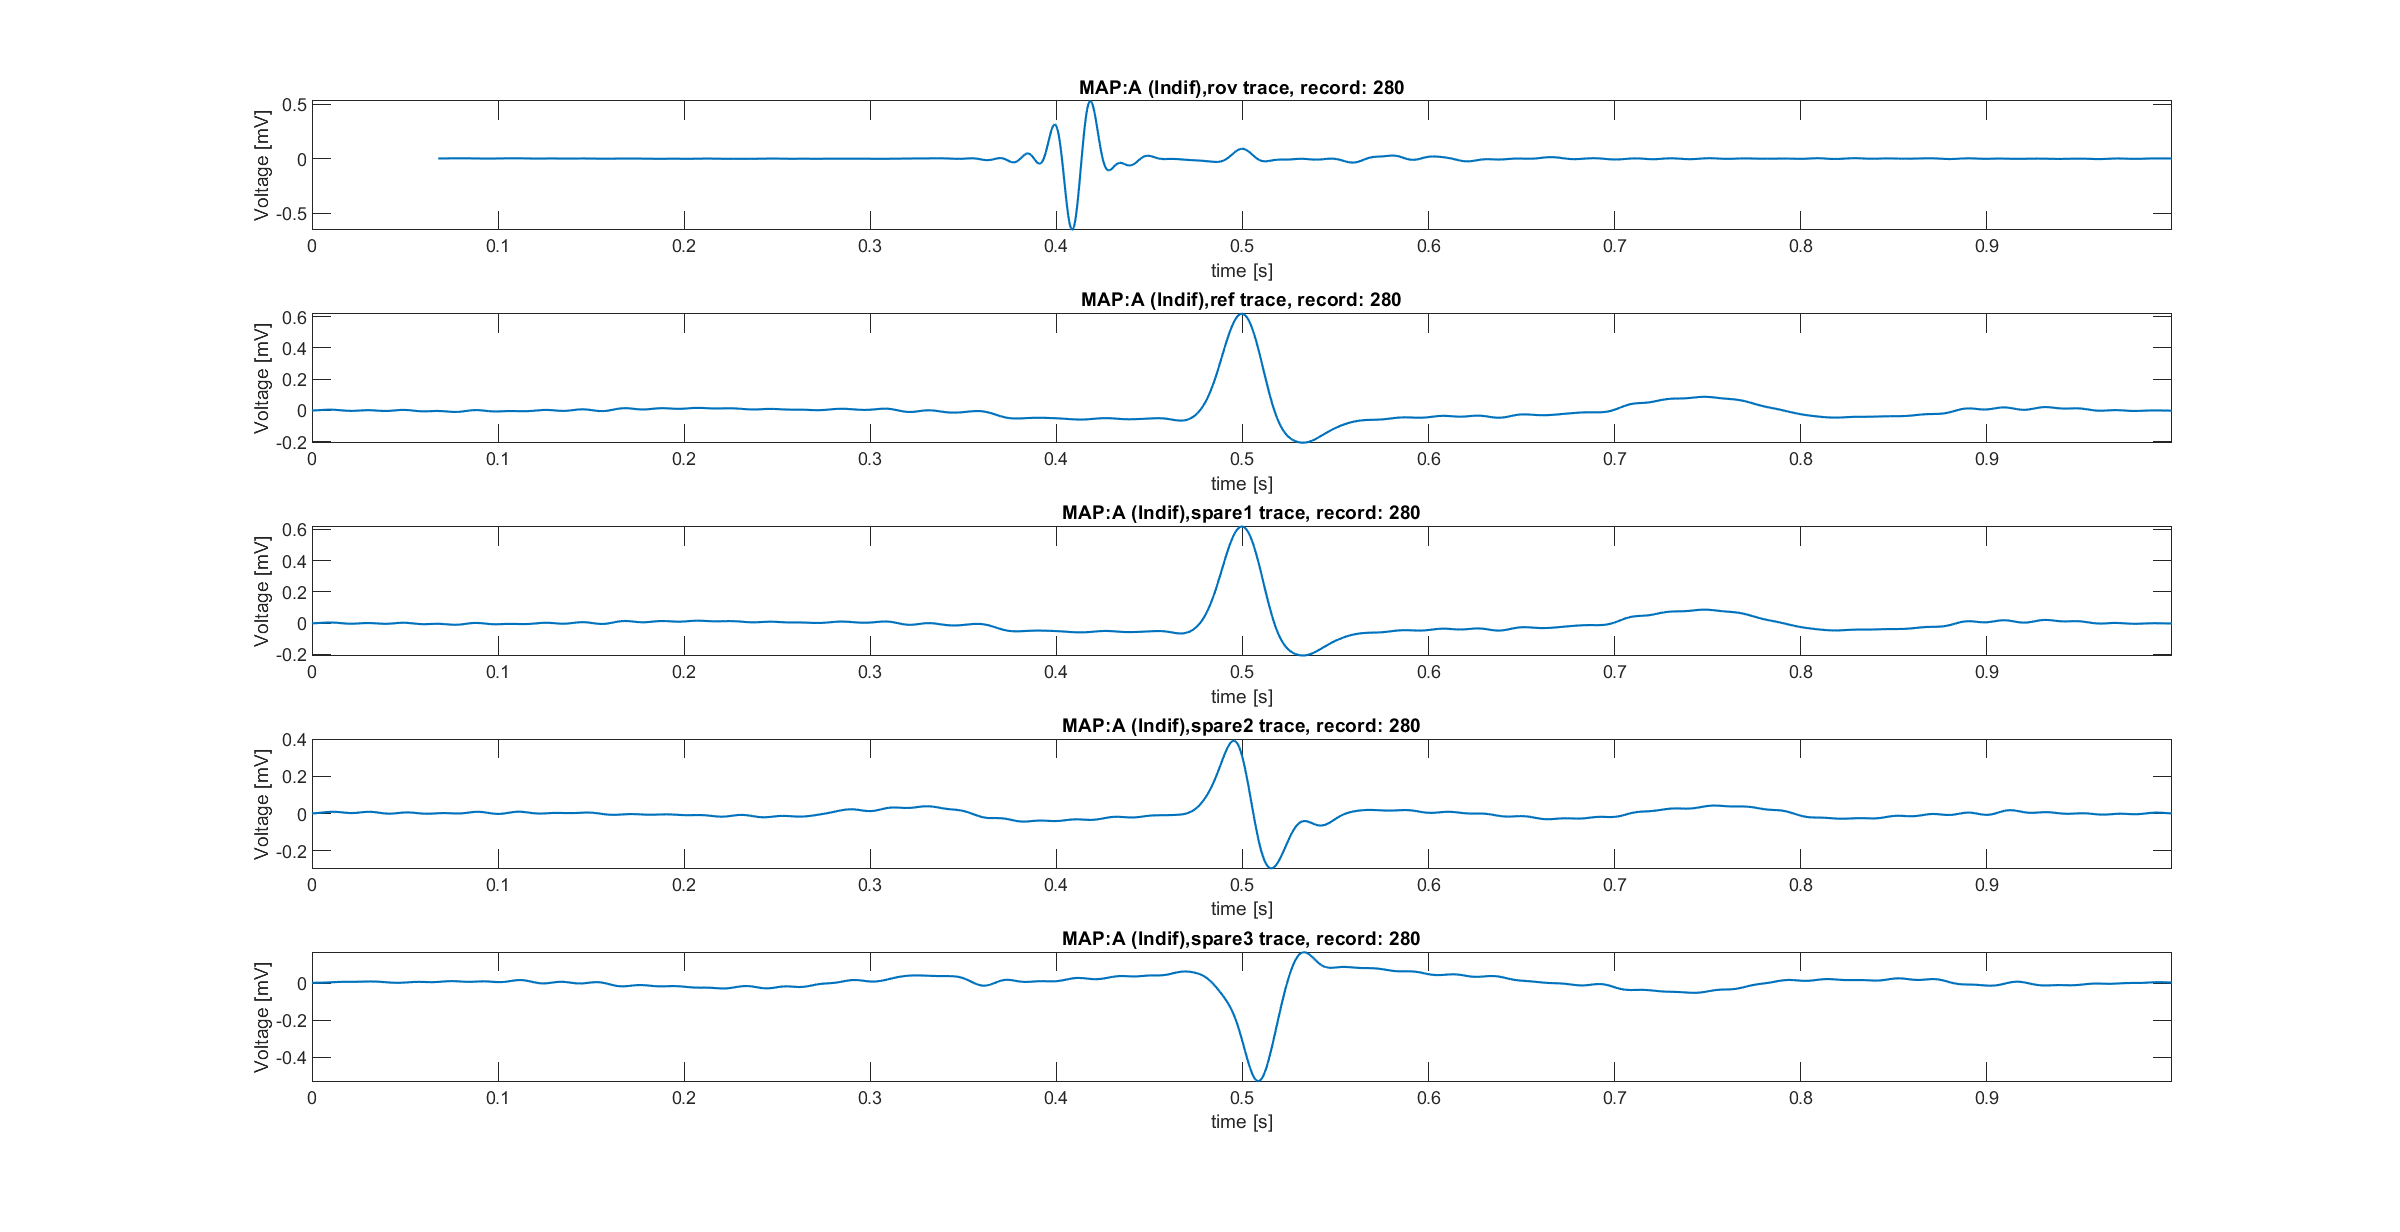 MAP:A (Indif),rov trace, record: 280
Voltage [mV]
0.5
0
-0.5
0 0.1 0.2 0.3 0.4 0.5 0.6 0.7 0.8 0.9
time [s]
MAP:A (Indif),ref trace, record: 280
Voltage [mV]
0.6
0.4
0.2
0
-0.2
0 0.1 0.2 0.3 0.4 0.5 0.6 0.7 0.8 0.9
time [s]
MAP:A (Indif),spare1 trace, record: 280
Voltage [mV]
0.6
0.4
0.2
0
-0.2
0 0.1 0.2 0.3 0.4 0.5 0.6 0.7 0.8 0.9
time [s]
MAP:A (Indif),spare2 trace, record: 280
Voltage [mV]
0.4
0.2
0
-0.2
0 0.1 0.2 0.3 0.4 0.5 0.6 0.7 0.8 0.9
time [s]
MAP:A (Indif),spare3 trace, record: 280
Voltage [mV]
0
-0.2
-0.4
0 0.1 0.2 0.3 0.4 0.5 0.6 0.7 0.8 0.9
time [s]